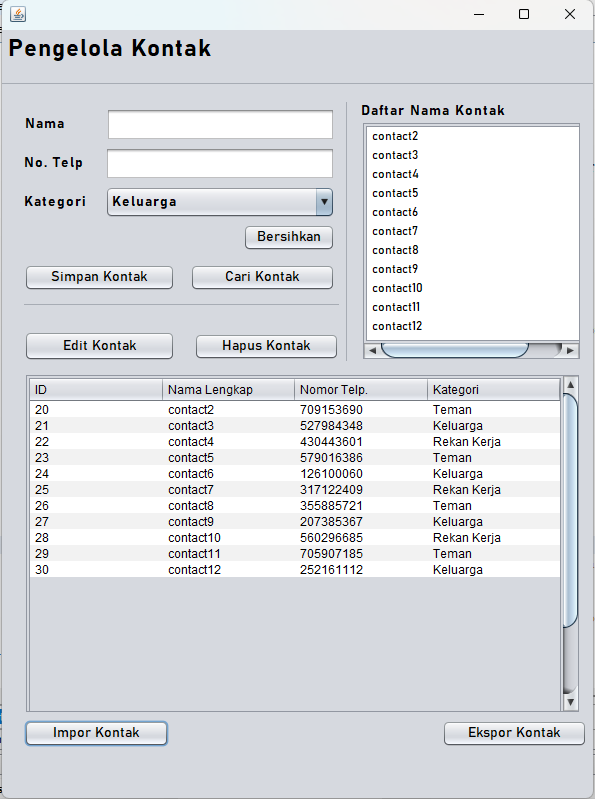 Pengelola Kontak
Nama
No. Telp
Kategori Keluarga
Bersihkan
Simpan Kontak Cari Kontak
Edit Kontak Hapus Kontak
Daftar Nama Kontak
contact2
contact3
contact4
contact5
contact6
contact7
contact8
contact9
contact10
contact11
contact12
ID Nama Lengkap Nomor Telp. Kategori
20 contact2 709153690 Teman
21 contact3 527984348 Keluarga
22 contact4 430443601 Rekan Kerja
23 contact5 579016386 Teman
24 contact6 126100060 Keluarga
25 contact7 317122409 Rekan Kerja
26 contact8 355885721 Teman
27 contact9 207385367 Keluarga
28 contact10 560296685 Rekan Kerja
29 contact11 705907185 Teman
30 contact12 252161112 Keluarga
Impor Kontak Ekspor Kontak